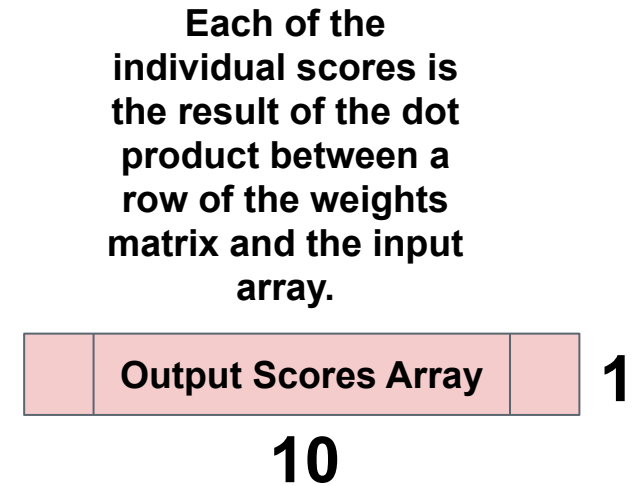 Each of the
individual scores is
the result of the dot
product between a
row of the weights
matrix and the input
array.
Output Scores Array
1
10